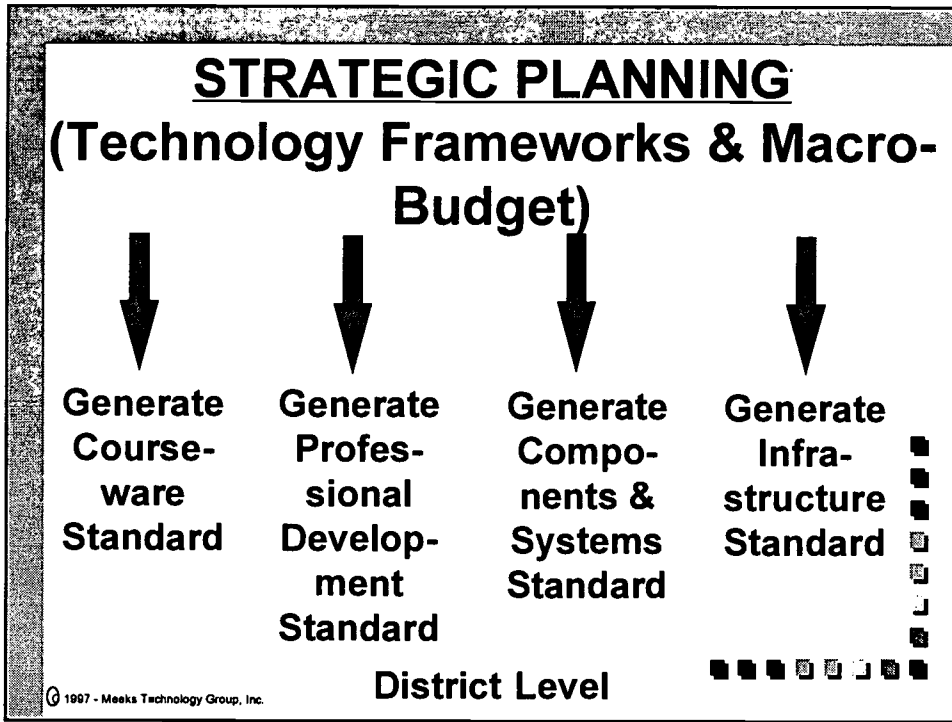 STRATEGIC PLANNING
(Technology Frameworks & Macro-
Budget)
Generate
Course-
ware
Standard
Generate
Profes-
sional
Develop-
ment
Standard
Generate
Compo-
nents &
Systems
Standard
Generate
Infra-
structure
Standard
District Level
© 1997 - Meeks Technology Group, Inc.